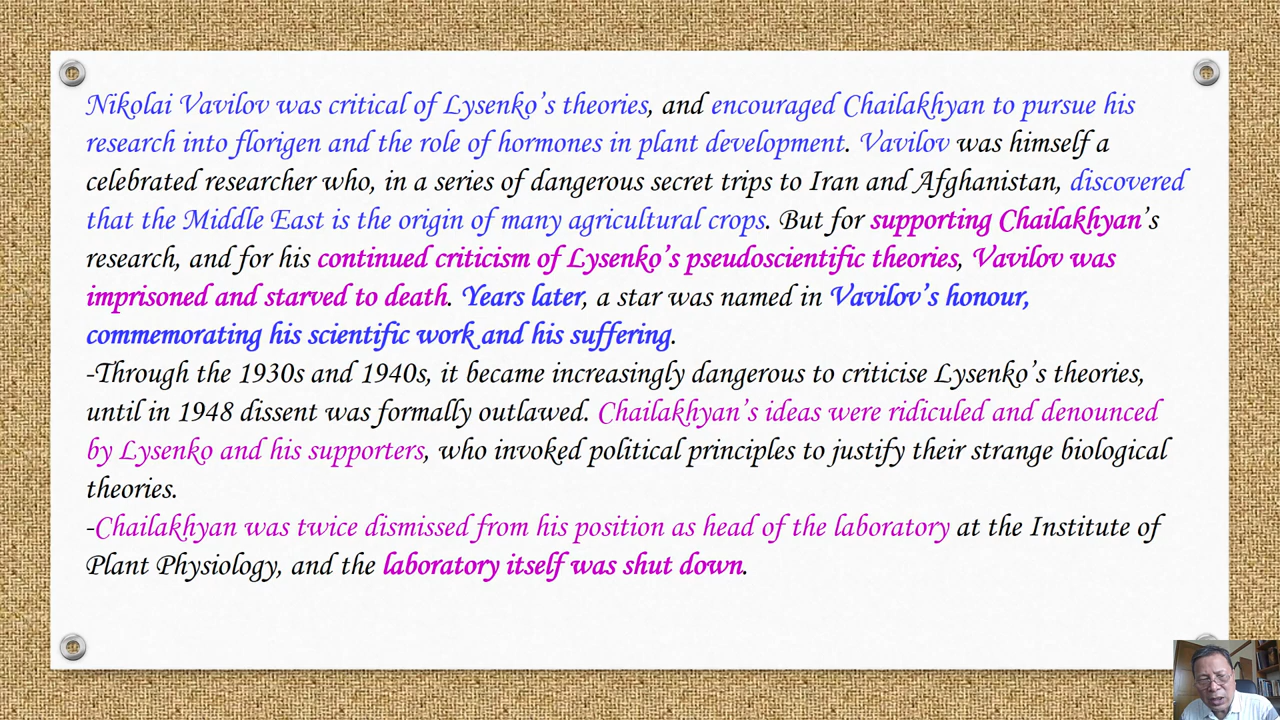 Nikolai Vavilov was critical of Lysenko’s theories, and encouraged Chailakhyan to pursue his
research into florigen and the role of hormones in plant development. Vavilov was himself a
celebrated researcher who, in a series of dangerous secret trips to Iran and Afghanistan, discovered
that the Middle East is the origin of many agricultural crops. But for supporting Chailakhyan’s
research, and for his continued criticism of Lysenko’s pseudoscientific theories, Vavilov was
imprisoned and starved to death. Years later, a star was named in Vavilov’s honour,
commemorating his scientific work and his suffering.
-Through the 1930s and 1940s, it became increasingly dangerous to criticise Lysenko’s theories,
until in 1948 dissent was formally outlawed. Chailakhyan’s ideas were ridiculed and denounced
by Lysenko and his supporters, who invoked political principles to justify their strange biological
theories.
-Chailakhyan was twice dismissed from his position as head of the laboratory at the Institute of
Plant Physiology, and the laboratory itself was shut down.